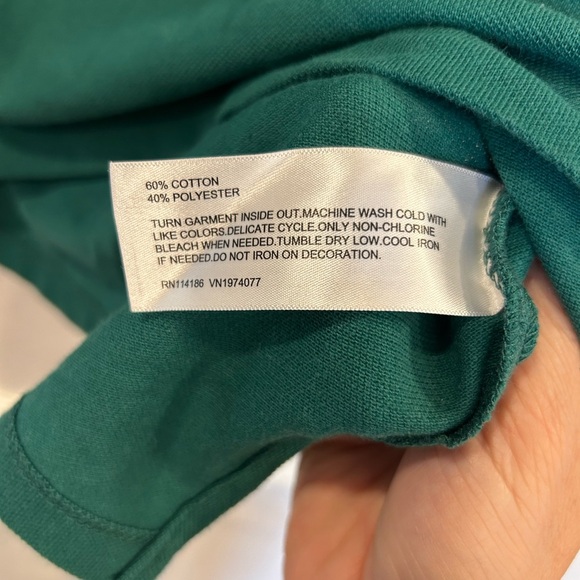 60% COTTON
40% POLYESTER
TURN GARMENT INSIDE OUT.MACHINE WASH COLD WITH
LIKE COLORS.DELICATE CYCLE.ONLY NON-CHLORINE
BLEACH WHEN NEEDED.TUMBLE DRY LOW.COOL IRON
IF NEEDED.DO NOT IRON ON DECORATION.
RN114186 VN1974077